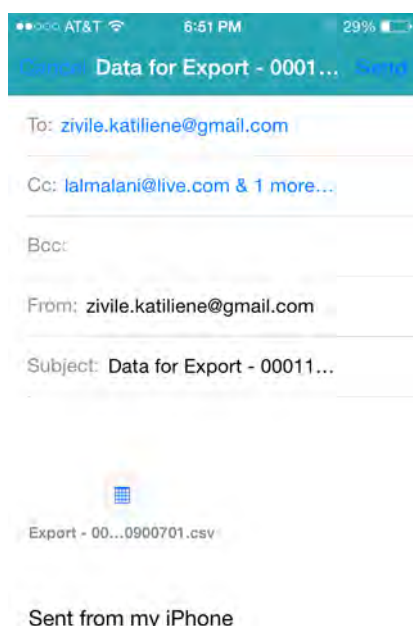 AT&T 6:51 PM 29%
Cancel Data for Export - 0001... Send
To: zivile.katiliene@gmail.com
Cc: lalmalani@live.com & 1 more...
Bcc:
From: zivile.katiliene@gmail.com
Subject: Data for Export - 00011...
Export - 00...0900701.csv
Sent from my iPhone